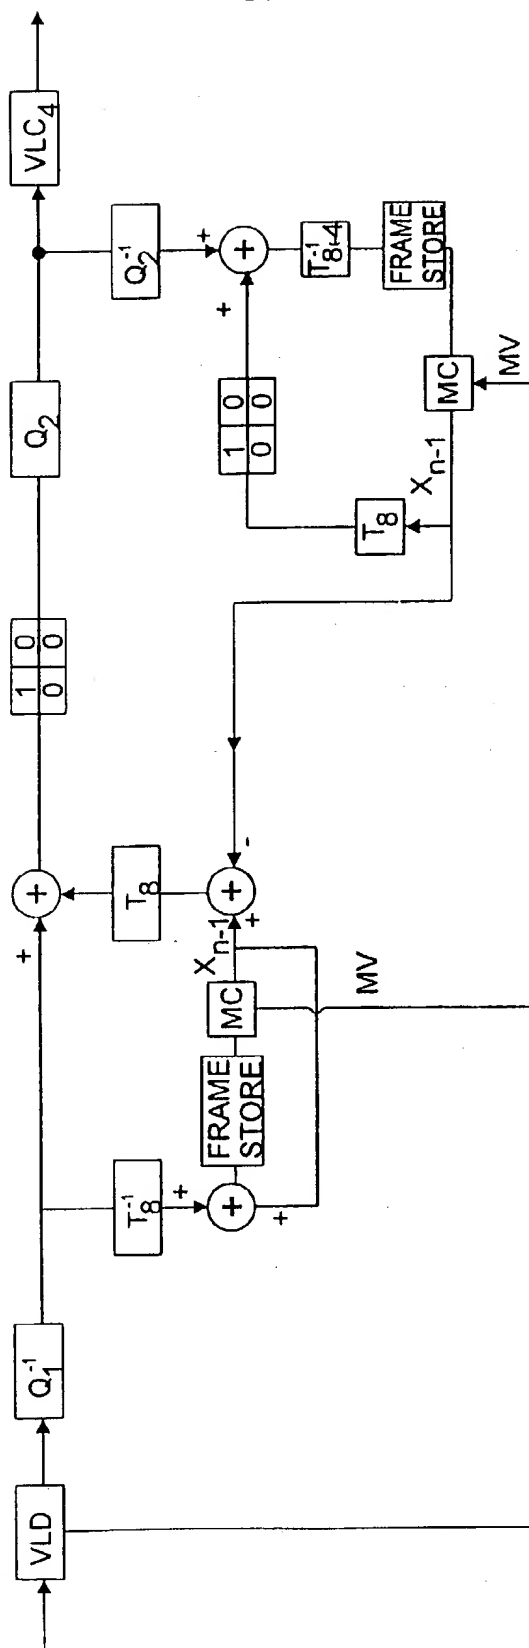 VLD
Q₁⁻¹
T₈⁻¹
+
+
+
FRAME
STORE
MC
MV
Xₙ₋₁
+
+
-
T₈
+
+
1 0
0 0
Q₂
VLC₄
Q₂⁻¹
+
+
+
T₈₋₄⁻¹
FRAME
STORE
MC
MV
Xₙ₋₁
T₈
1 0
0 0